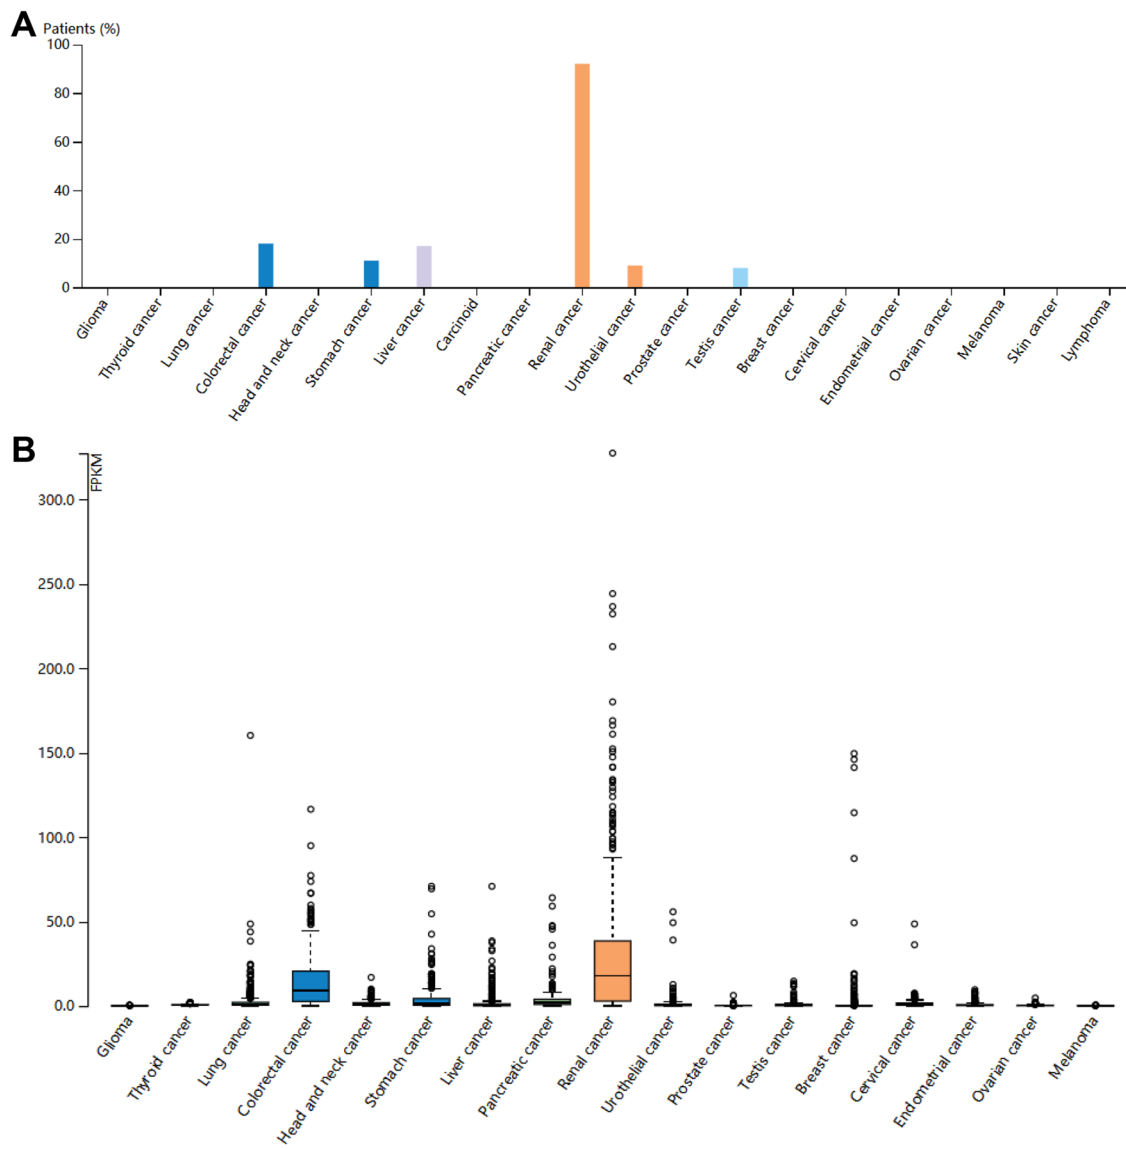 A
Patients (%)
100
80
60
40
20
0
Glioma
Thyroid cancer
Lung cancer
Colorectal cancer
Head and neck cancer
Stomach cancer
Liver cancer
Carcinoid
Pancreatic cancer
Renal cancer
Urothelial cancer
Prostate cancer
Testis cancer
Breast cancer
Cervical cancer
Endometrial cancer
Ovarian cancer
Melanoma
Skin cancer
Lymphoma
B
FPKM
300.0
250.0
200.0
150.0
100.0
50.0
0.0
Glioma
Thyroid cancer
Lung cancer
Colorectal cancer
Head and neck cancer
Stomach cancer
Liver cancer
Pancreatic cancer
Renal cancer
Urothelial cancer
Prostate cancer
Testis cancer
Breast cancer
Cervical cancer
Endometrial cancer
Ovarian cancer
Melanoma